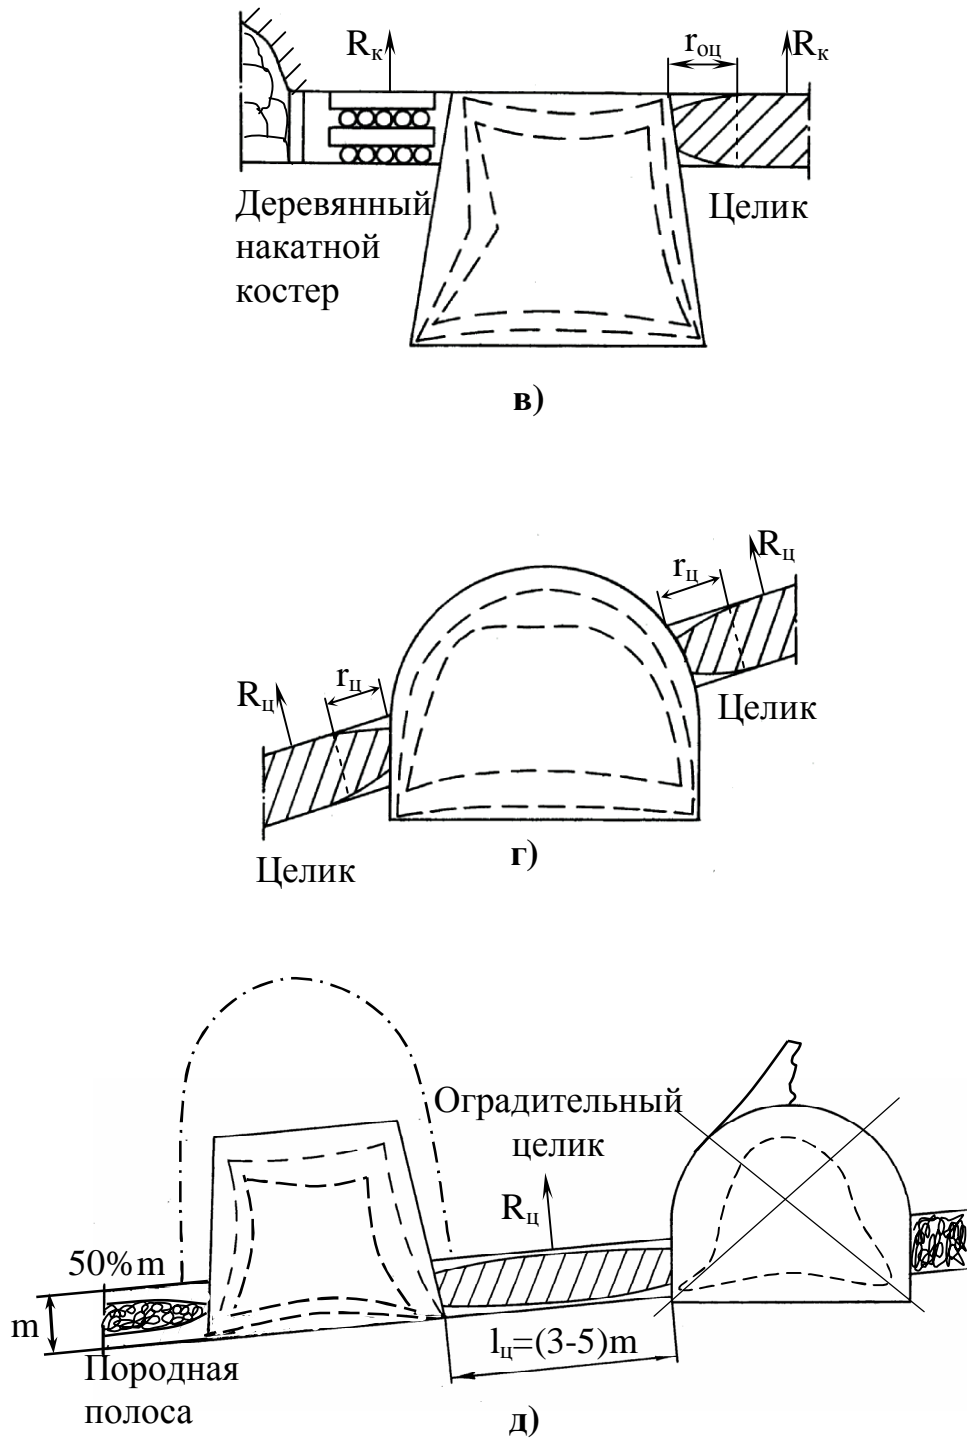 Rк
rоц
Rк
Деревянный
накатной
костер
Целик
в)
Rц
rц
Целик
Rц
rц
Целик
г)
Оградительный
целик
Rц
50% m
m
lц=(3-5)m
Породная
полоса
д)